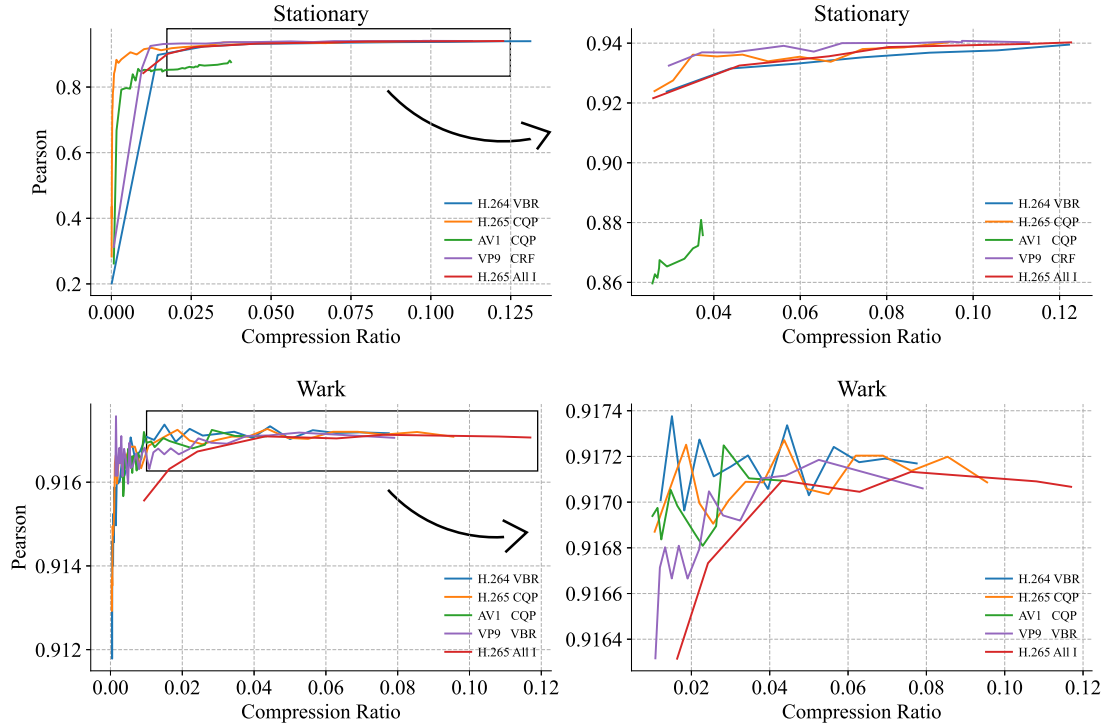 Stationary
Pearson
0.8
0.6
0.4
0.2
0.000 0.025 0.050 0.075 0.100 0.125
Compression Ratio
H.264 VBR
H.265 CQP
AV1 CQP
VP9 CRF
H.265 All I
Stationary
0.94
0.92
0.90
0.88
0.86
0.04 0.06 0.08 0.10 0.12
Compression Ratio
H.264 VBR
H.265 CQP
AV1 CQP
VP9 CRF
H.265 All I
Wark
Pearson
0.916
0.914
0.912
0.00 0.02 0.04 0.06 0.08 0.10 0.12
Compression Ratio
H.264 VBR
H.265 CQP
AV1 CQP
VP9 VBR
H.265 All I
Wark
0.9174
0.9172
0.9170
0.9168
0.9166
0.9164
0.02 0.04 0.06 0.08 0.10 0.12
Compression Ratio
H.264 VBR
H.265 CQP
AV1 CQP
VP9 VBR
H.265 All I